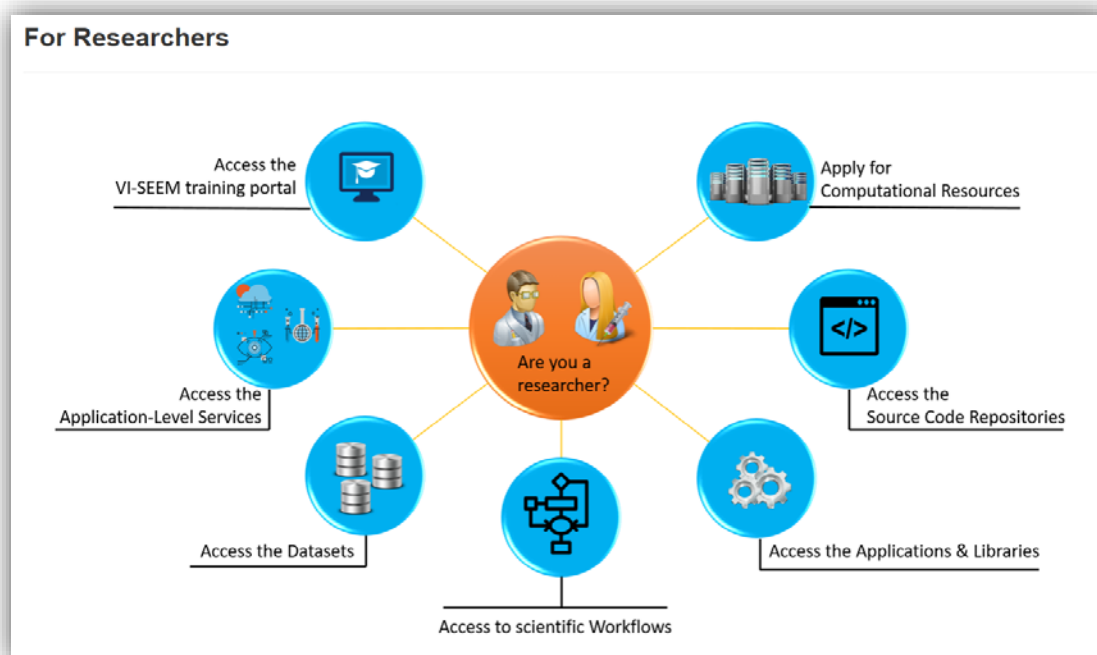 For Researchers
Access the
VI-SEEM training portal
Apply for
Computational Resources
Are you a
researcher?
</>
Access the
Application-Level Services
Access the
Source Code Repositories
Access the Datasets
Access the Applications & Libraries
Access to scientific Workflows